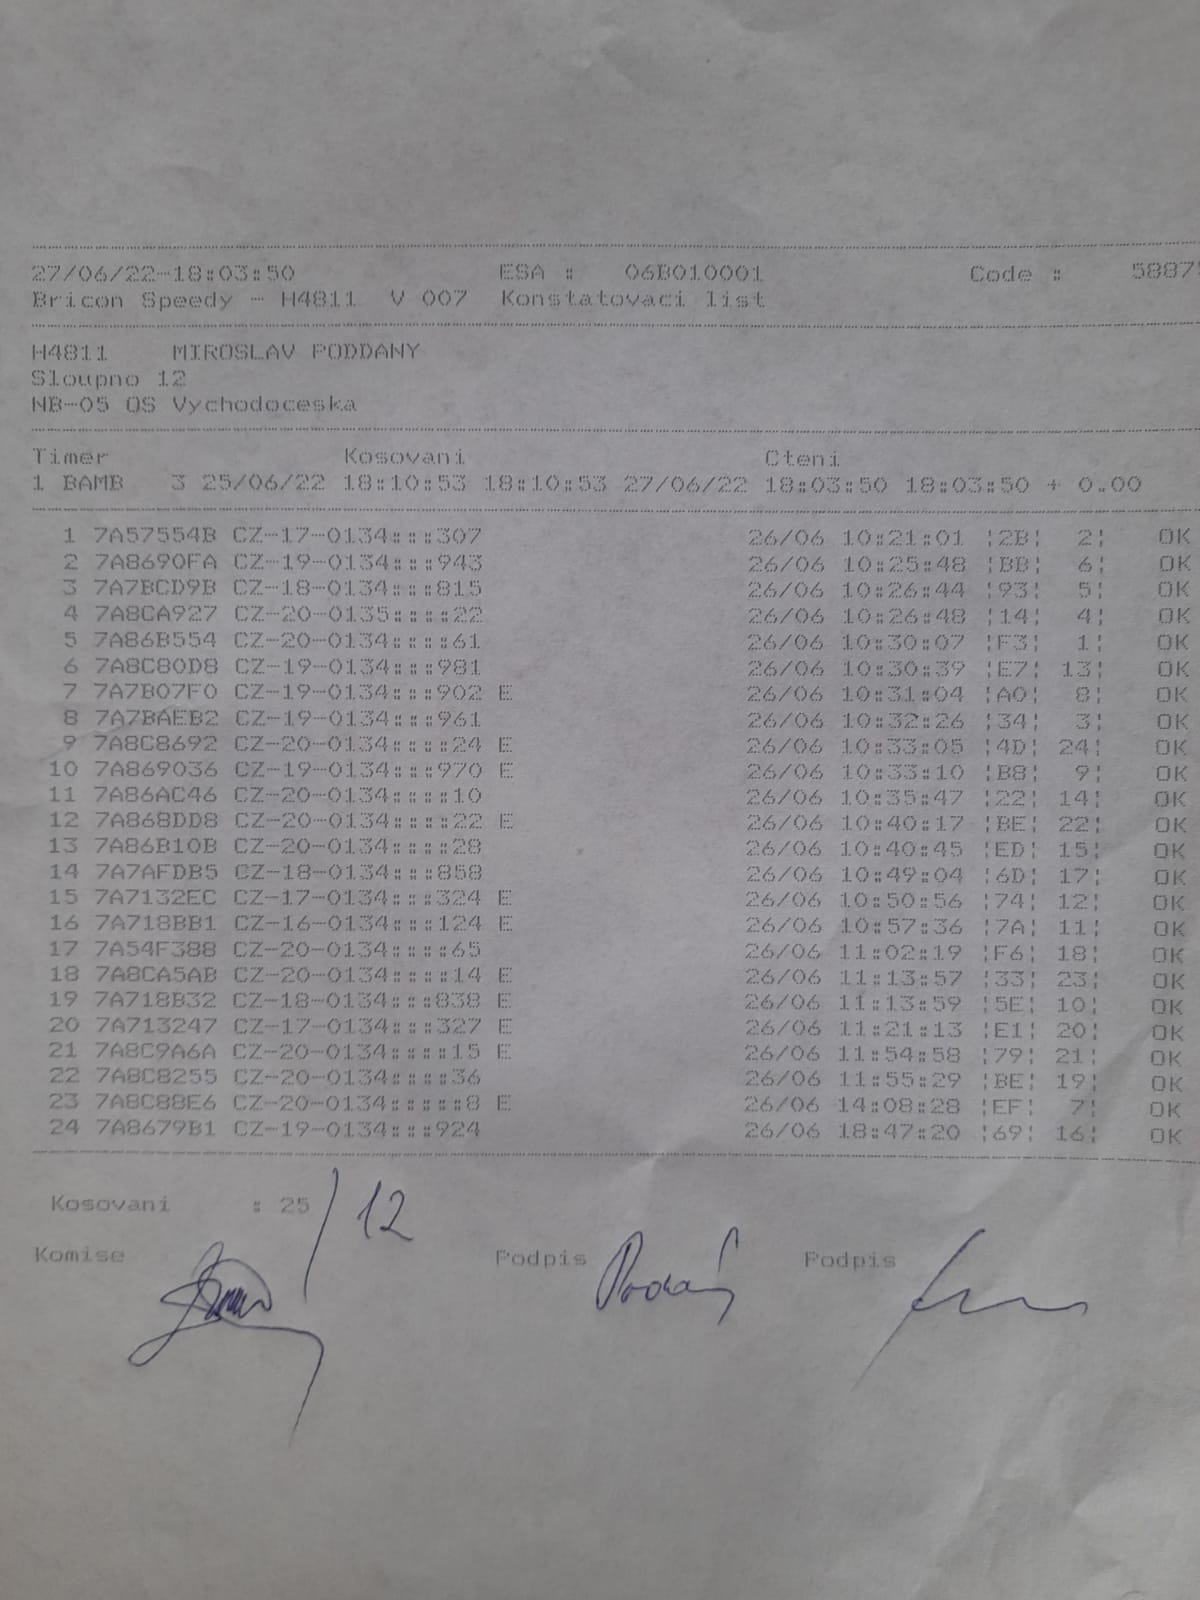 27/06/22-18:03:50 ESA : 06B010001 Code : 5887
Bricon Speedy - H4811 V 007 Konstatovaci list
H4811 MIROSLAV PODDANY
Sloupno 12
NB-05 OS Vychodoceska
Timer Kosovani Cteni
1 BAMB 3 25/06/22 18:10:53 18:10:53 27/06/22 18:03:50 18:03:50 + 0.00
1 7A57554B CZ-17-0134:::307 26/06 10:21:01 ¦2B¦ 2¦ OK
2 7A8690FA CZ-19-0134:::943 26/06 10:25:48 ¦BB¦ 6¦ OK
3 7A7BCD9B CZ-18-0134:::815 26/06 10:26:44 ¦93¦ 5¦ OK
4 7A8CA927 CZ-20-0135::::22 26/06 10:26:48 ¦14¦ 4¦ OK
5 7A86B554 CZ-20-0134::::61 26/06 10:30:07 ¦F3¦ 1¦ OK
6 7A8C80D8 CZ-19-0134:::981 26/06 10:30:39 ¦E7¦ 13¦ OK
7 7A7B07F0 CZ-19-0134:::902 E 26/06 10:31:04 ¦A0¦ 8¦ OK
8 7A7BAEB2 CZ-19-0134:::961 26/06 10:32:26 ¦34¦ 3¦ OK
9 7A8C8692 CZ-20-0134::::24 E 26/06 10:33:05 ¦4D¦ 24¦ OK
10 7A869036 CZ-19-0134:::970 E 26/06 10:33:10 ¦B8¦ 9¦ OK
11 7A86AC46 CZ-20-0134::::10 26/06 10:35:47 ¦22¦ 14¦ OK
12 7A868DD8 CZ-20-0134::::22 E 26/06 10:40:17 ¦BE¦ 22¦ OK
13 7A86B10B CZ-20-0134::::28 26/06 10:40:45 ¦ED¦ 15¦ OK
14 7A7AFDB5 CZ-18-0134:::858 26/06 10:49:04 ¦6D¦ 17¦ OK
15 7A7132EC CZ-17-0134:::324 E 26/06 10:50:56 ¦74¦ 12¦ OK
16 7A718BB1 CZ-16-0134:::124 E 26/06 10:57:36 ¦7A¦ 11¦ OK
17 7A54F388 CZ-20-0134::::65 26/06 11:02:19 ¦F6¦ 18¦ OK
18 7A8CA5AB CZ-20-0134::::14 E 26/06 11:13:57 ¦33¦ 23¦ OK
19 7A718B32 CZ-18-0134:::838 E 26/06 11:13:59 ¦5E¦ 10¦ OK
20 7A713247 CZ-17-0134:::327 E 26/06 11:21:13 ¦E1¦ 20¦ OK
21 7A8C9A6A CZ-20-0134::::15 E 26/06 11:54:58 ¦79¦ 21¦ OK
22 7A8C8255 CZ-20-0134::::36 26/06 11:55:29 ¦BE¦ 19¦ OK
23 7A8C88E6 CZ-20-0134:::::8 E 26/06 14:08:28 ¦EF¦ 7¦ OK
24 7A8679B1 CZ-19-0134:::924 26/06 18:47:20 ¦69¦ 16¦ OK
Kosovani : 25 / 12
Komise Podpis Podpis